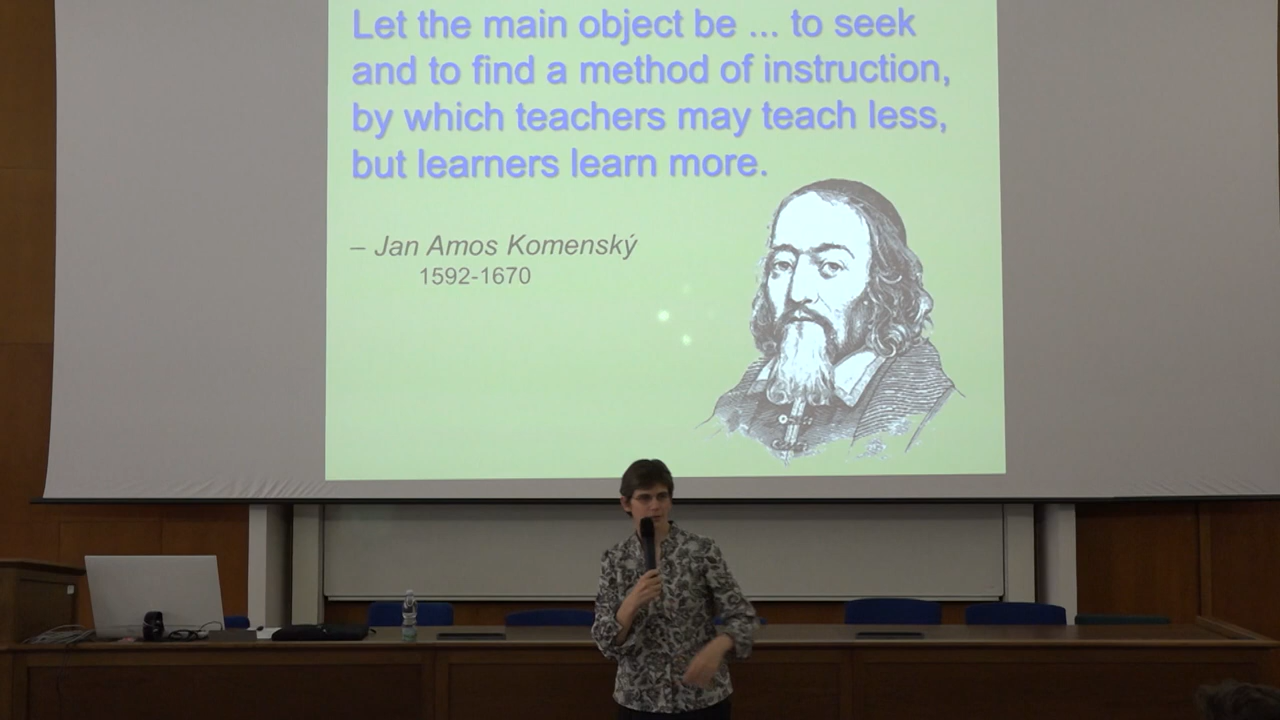 Let the main object be ... to seek
and to find a method of instruction,
by which teachers may teach less,
but learners learn more.
– Jan Amos Komenský
1592-1670